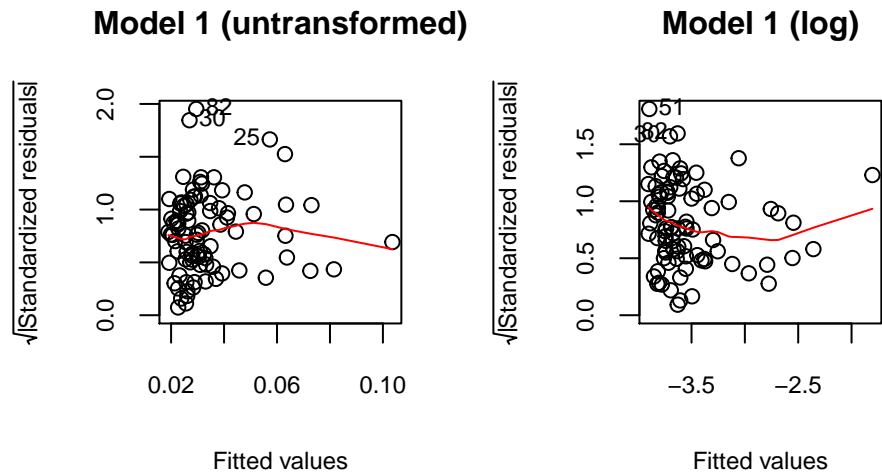 Model 1 (untransformed)
√|Standardized residuals|
0.0
1.0
2.0
82
30
25
0.02
0.06
0.10
Fitted values
Model 1 (log)
√|Standardized residuals|
0.0
0.5
1.0
1.5
51
−3.5
−2.5
Fitted values